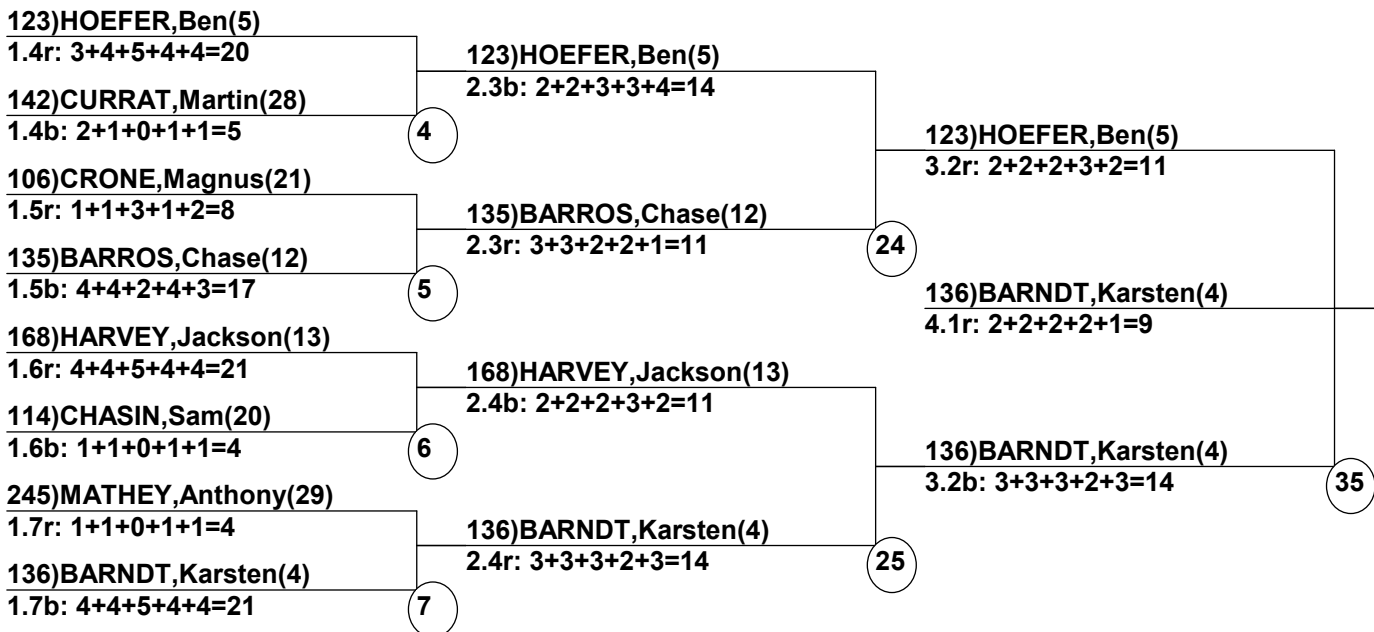 123)HOEFER,Ben(5)
1.4r: 3+4+5+4+4=20
142)CURRAT,Martin(28)
1.4b: 2+1+0+1+1=5
4
106)CRONE,Magnus(21)
1.5r: 1+1+3+1+2=8
135)BARROS,Chase(12)
1.5b: 4+4+2+4+3=17
5
168)HARVEY,Jackson(13)
1.6r: 4+4+5+4+4=21
114)CHASIN,Sam(20)
1.6b: 1+1+0+1+1=4
6
245)MATHEY,Anthony(29)
1.7r: 1+1+0+1+1=4
136)BARNDT,Karsten(4)
1.7b: 4+4+5+4+4=21
7
123)HOEFER,Ben(5)
2.3b: 2+2+3+3+4=14
135)BARROS,Chase(12)
2.3r: 3+3+2+2+1=11
24
168)HARVEY,Jackson(13)
2.4b: 2+2+2+3+2=11
136)BARNDT,Karsten(4)
2.4r: 3+3+3+2+3=14
25
123)HOEFER,Ben(5)
3.2r: 2+2+2+3+2=11
136)BARNDT,Karsten(4)
4.1r: 2+2+2+2+1=9
136)BARNDT,Karsten(4)
3.2b: 3+3+3+2+3=14
35